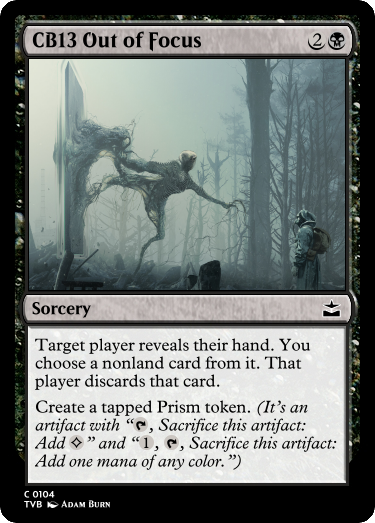 CB13 Out of Focus 2
Sorcery
Target player reveals their hand. You
choose a nonland card from it. That
player discards that card.
Create a tapped Prism token. (It's an
artifact with “, Sacrifice this artifact:
Add ” and “1, , Sacrifice this artifact:
Add one mana of any color.”)
C 0104
TVB Adam Burn